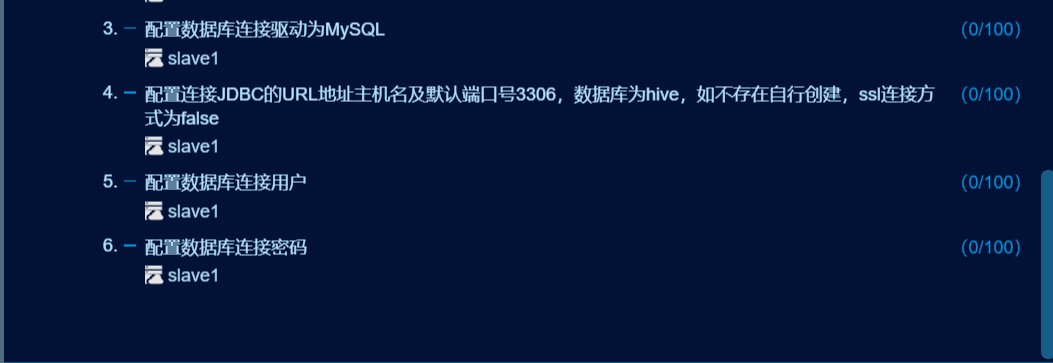 3. 配置数据库连接驱动为MySQL (0/100)
slave1
4. 配置连接JDBC的URL地址主机名及默认端口号3306，数据库为hive，如不存在自行创建，ssl连接方 (0/100)
式为false
slave1
5. 配置数据库连接用户 (0/100)
slave1
6. 配置数据库连接密码 (0/100)
slave1